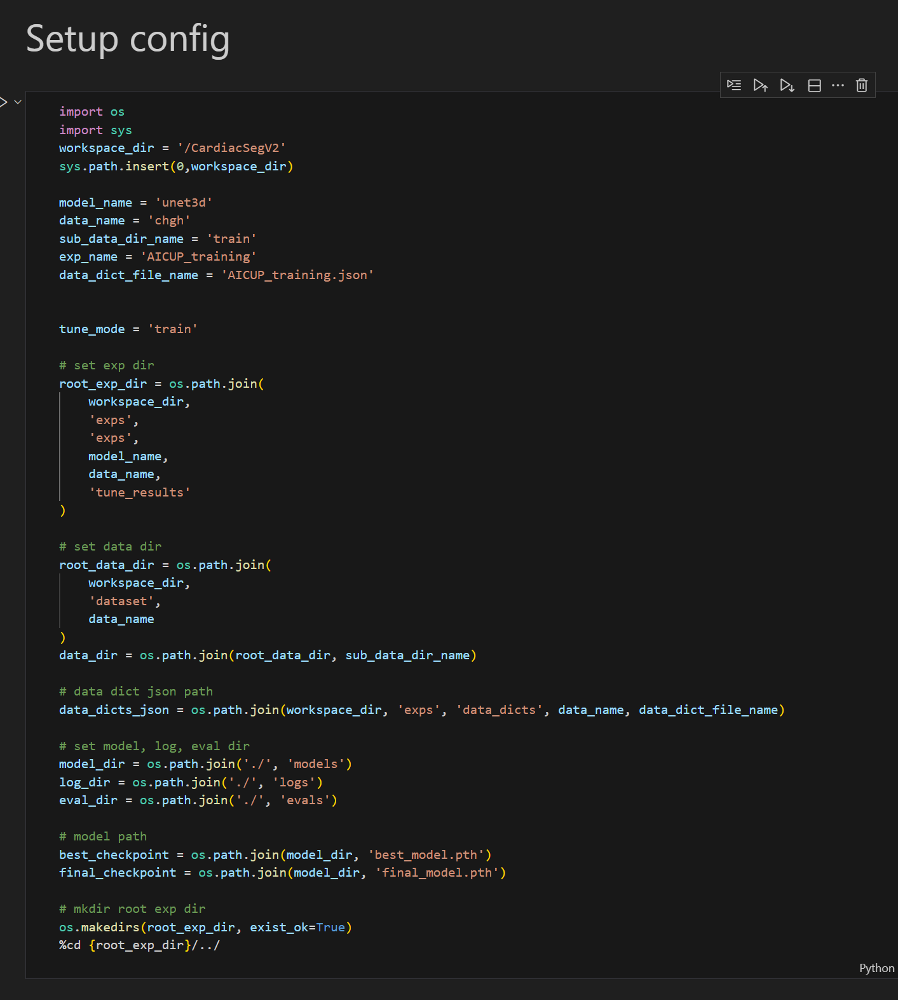 Setup config
import os
import sys
workspace_dir = '/CardiacSegV2'
sys.path.insert(0,workspace_dir)
model_name = 'unet3d'
data_name = 'chgh'
sub_data_dir_name = 'train'
exp_name = 'AICUP_training'
data_dict_file_name = 'AICUP_training.json'
tune_mode = 'train'
# set exp dir
root_exp_dir = os.path.join(
    workspace_dir,
    'exps',
    'exps',
    model_name,
    data_name,
    'tune_results'
)
# set data dir
root_data_dir = os.path.join(
    workspace_dir,
    'dataset',
    data_name
)
data_dir = os.path.join(root_data_dir, sub_data_dir_name)
# data dict json path
data_dicts_json = os.path.join(workspace_dir, 'exps', 'data_dicts', data_name, data_dict_file_name)
# set model, log, eval dir
model_dir = os.path.join('./', 'models')
log_dir = os.path.join('./', 'logs')
eval_dir = os.path.join('./', 'evals')
# model path
best_checkpoint = os.path.join(model_dir, 'best_model.pth')
final_checkpoint = os.path.join(model_dir, 'final_model.pth')
# mkdir root exp dir
os.makedirs(root_exp_dir, exist_ok=True)
%cd {root_exp_dir}/../
Python